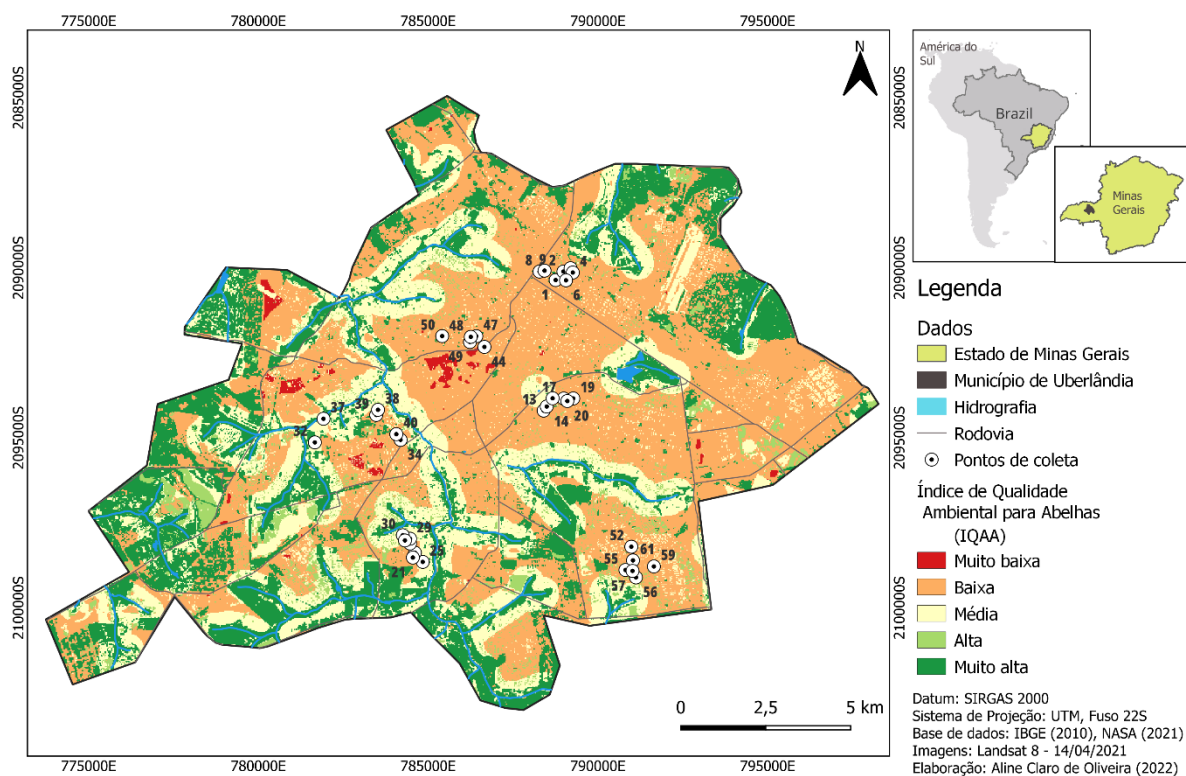 775000E 780000E 785000E 790000E 795000E
2085000S
2085000S
2090000S
2090000S
2095000S
2095000S
2100000S
2100000S
N
8 9 2 4
1 6
50 48 47
49 44
17 19
13 14 20
37 39 38
32 40
34
30 29
21 25
52 61
55 59
57 56
0 2,5 5 km
775000E 780000E 785000E 790000E 795000E
América do
Sul
Brazil
Minas
Gerais
Legenda
Dados
Estado de Minas Gerais
Município de Uberlândia
Hidrografia
Rodovia
Pontos de coleta
Índice de Qualidade
Ambiental para Abelhas
(IQAA)
Muito baixa
Baixa
Média
Alta
Muito alta
Datum: SIRGAS 2000
Sistema de Projeção: UTM, Fuso 22S
Base de dados: IBGE (2010), NASA (2021)
Imagens: Landsat 8 - 14/04/2021
Elaboração: Aline Claro de Oliveira (2022)